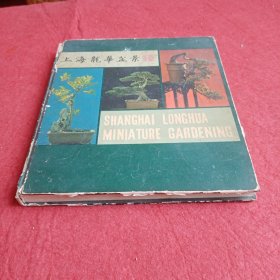 上海龍華盆景
SHANGHAI LONGHUA
MINIATURE GARDENING